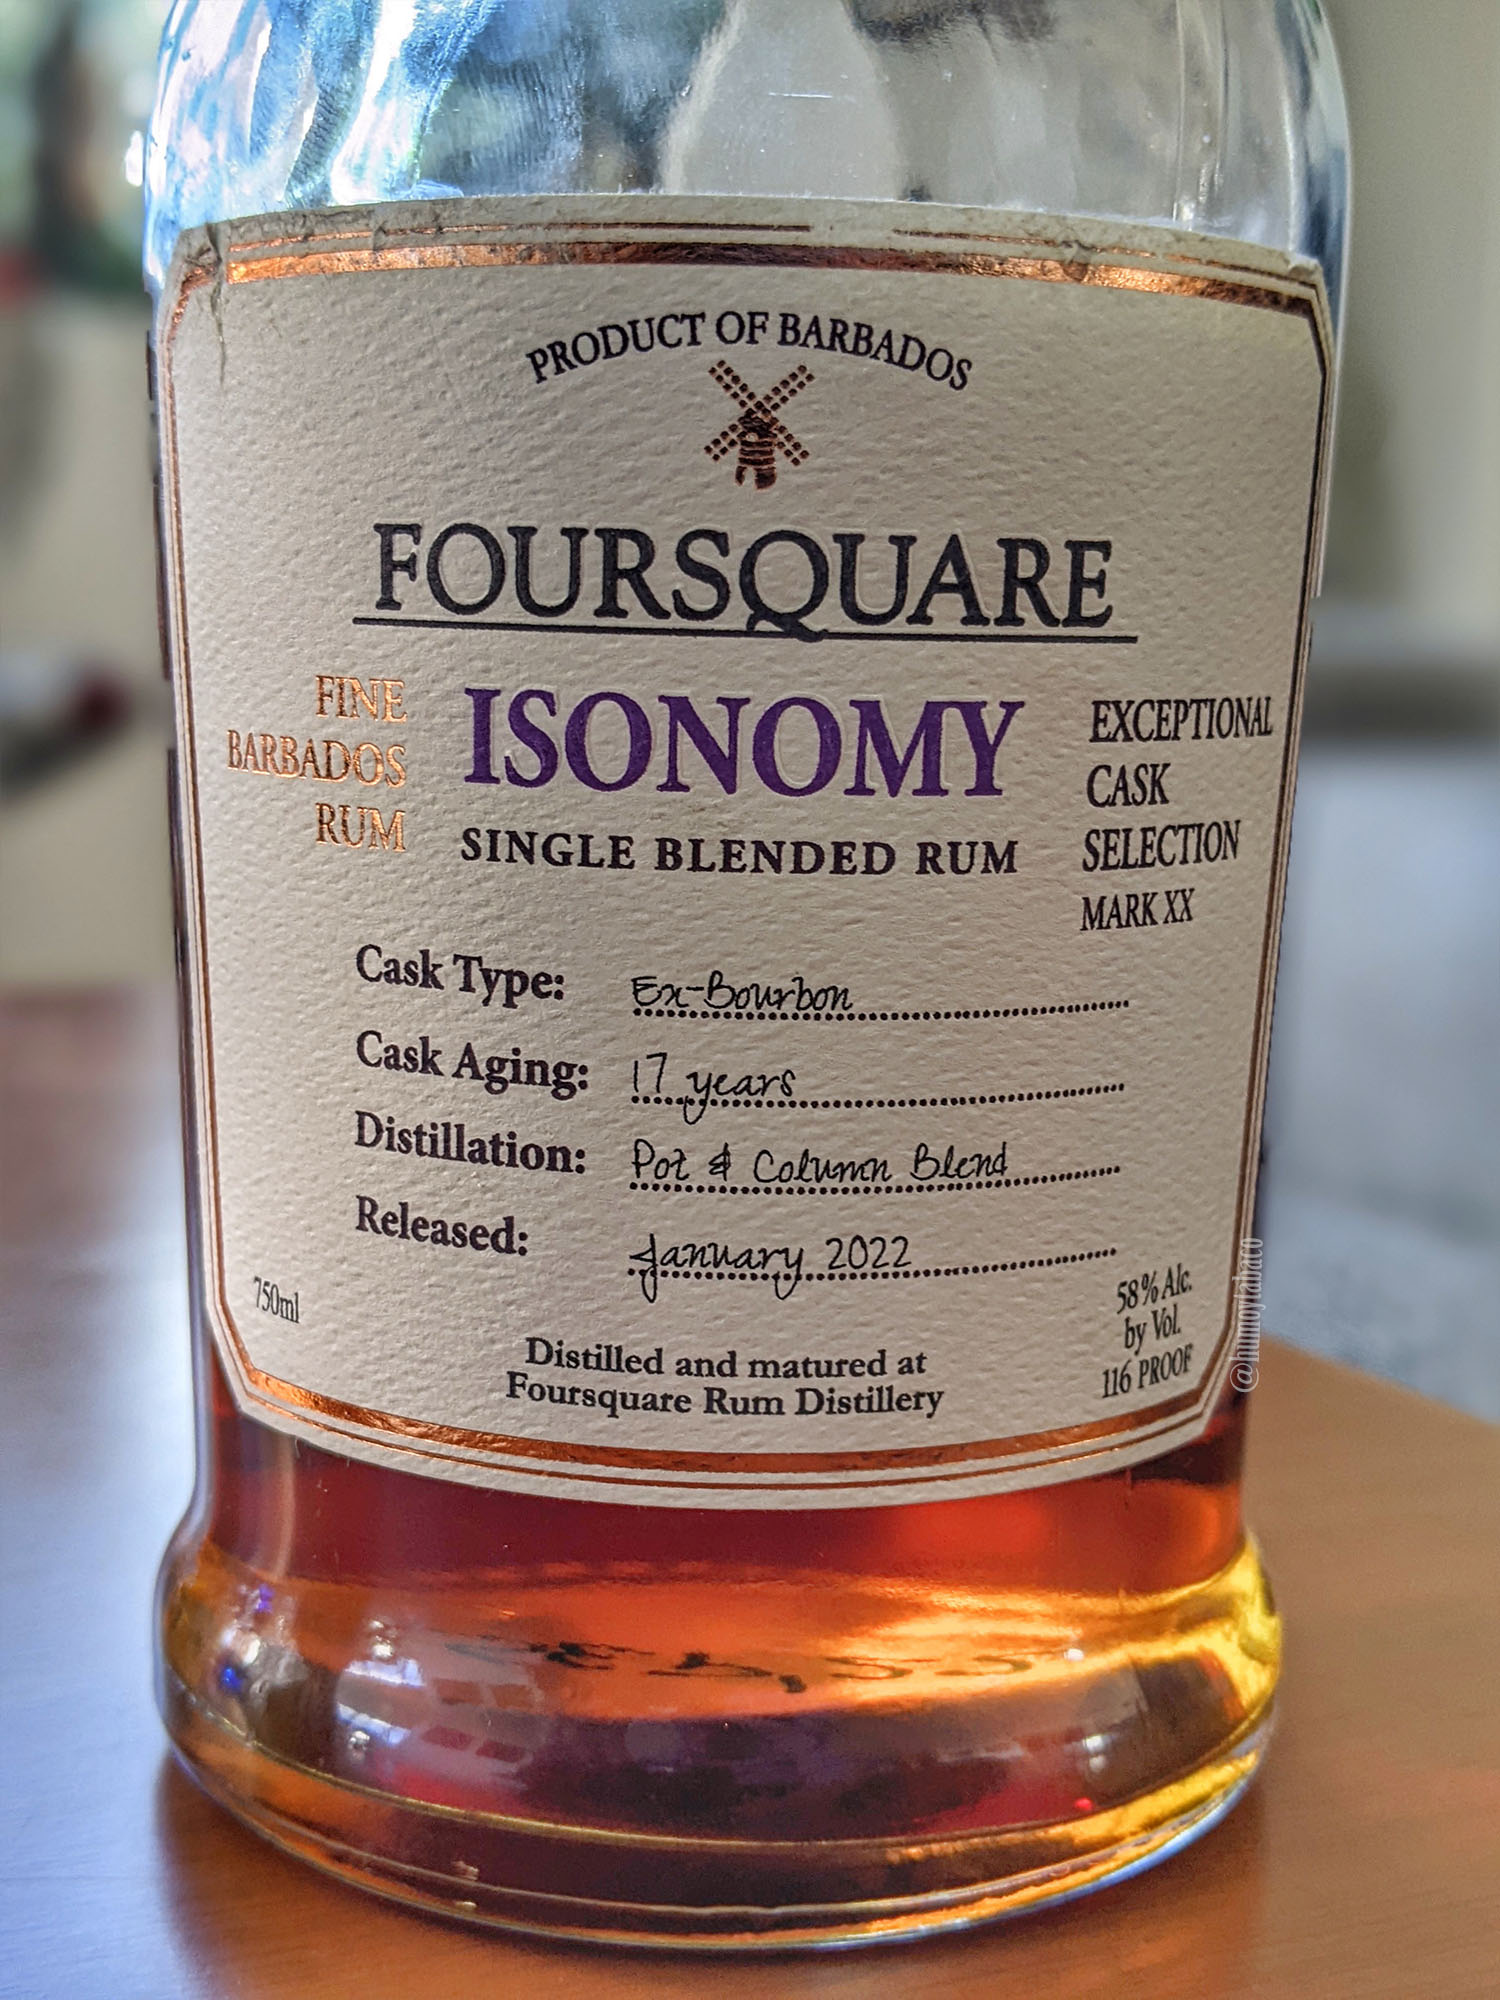 PRODUCT OF BARBADOS
FOURSQUARE
FINE
BARBADOS
RUM
ISONOMY
SINGLE BLENDED RUM
EXCEPTIONAL
CASK
SELECTION
MARK XX
Cask Type: Ex-Bourbon
Cask Aging: 17 years
Distillation: Pot & Column Blend
Released: January 2022
750ml
58% Alc.
by Vol.
116 PROOF
Distilled and matured at
Foursquare Rum Distillery
@humoytabaco